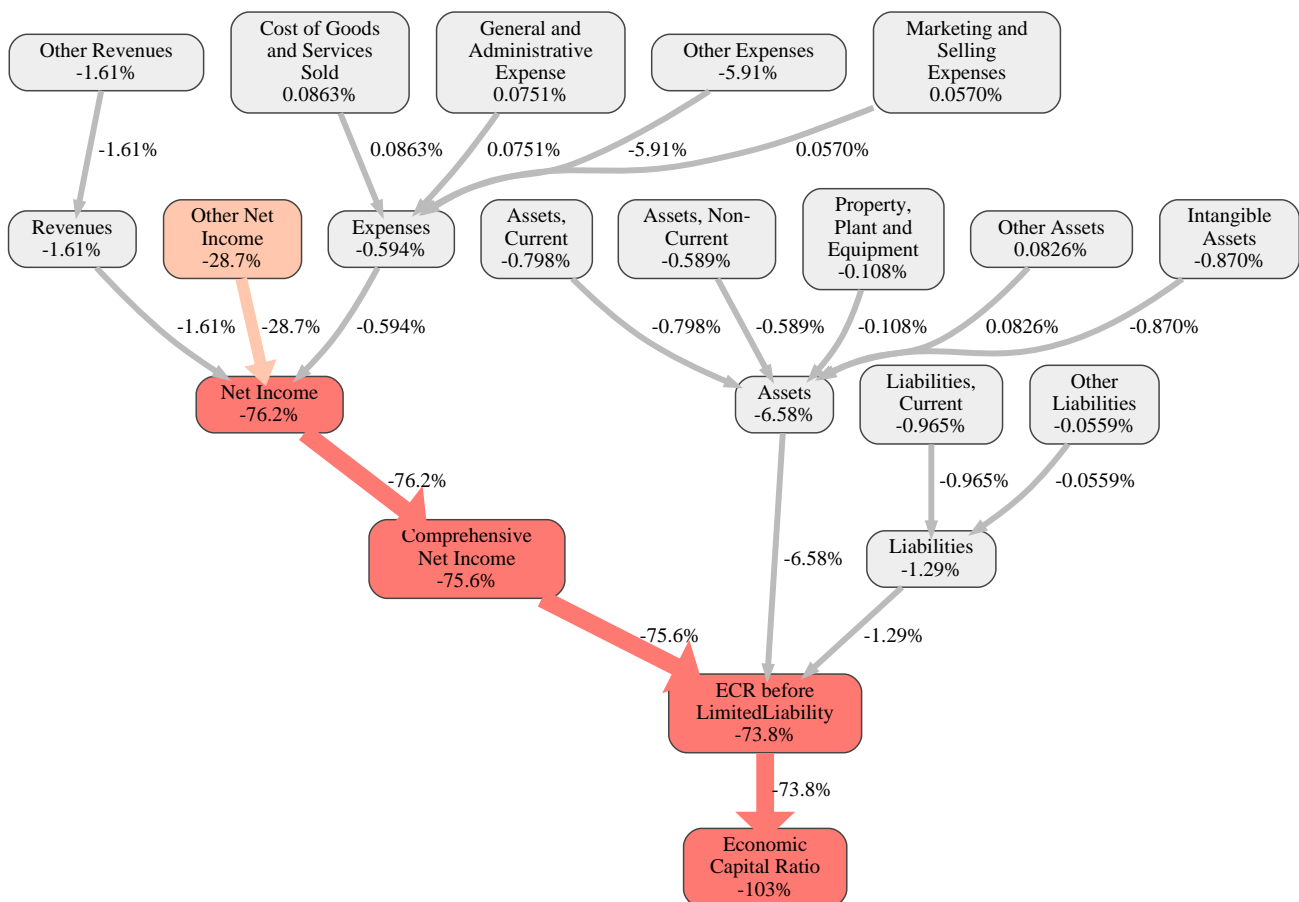 Other Revenues
-1.61%
Cost of Goods
and Services
Sold
0.0863%
General and
Administrative
Expense
0.0751%
Other Expenses
-5.91%
Marketing and
Selling
Expenses
0.0570%
-1.61%
0.0863%
0.0751%
-5.91%
0.0570%
Revenues
-1.61%
Other Net
Income
-28.7%
Expenses
-0.594%
Assets,
Current
-0.798%
Assets, Non-
Current
-0.589%
Property,
Plant and
Equipment
-0.108%
Other Assets
0.0826%
Intangible
Assets
-0.870%
-1.61%
-28.7%
-0.594%
-0.798%
-0.589%
-0.108%
0.0826%
-0.870%
Net Income
-76.2%
Assets
-6.58%
Liabilities,
Current
-0.965%
Other
Liabilities
-0.0559%
-76.2%
-0.965%
-0.0559%
Comprehensive
Net Income
-75.6%
-6.58%
Liabilities
-1.29%
-75.6%
-1.29%
ECR before
LimitedLiability
-73.8%
-73.8%
Economic
Capital Ratio
-103%